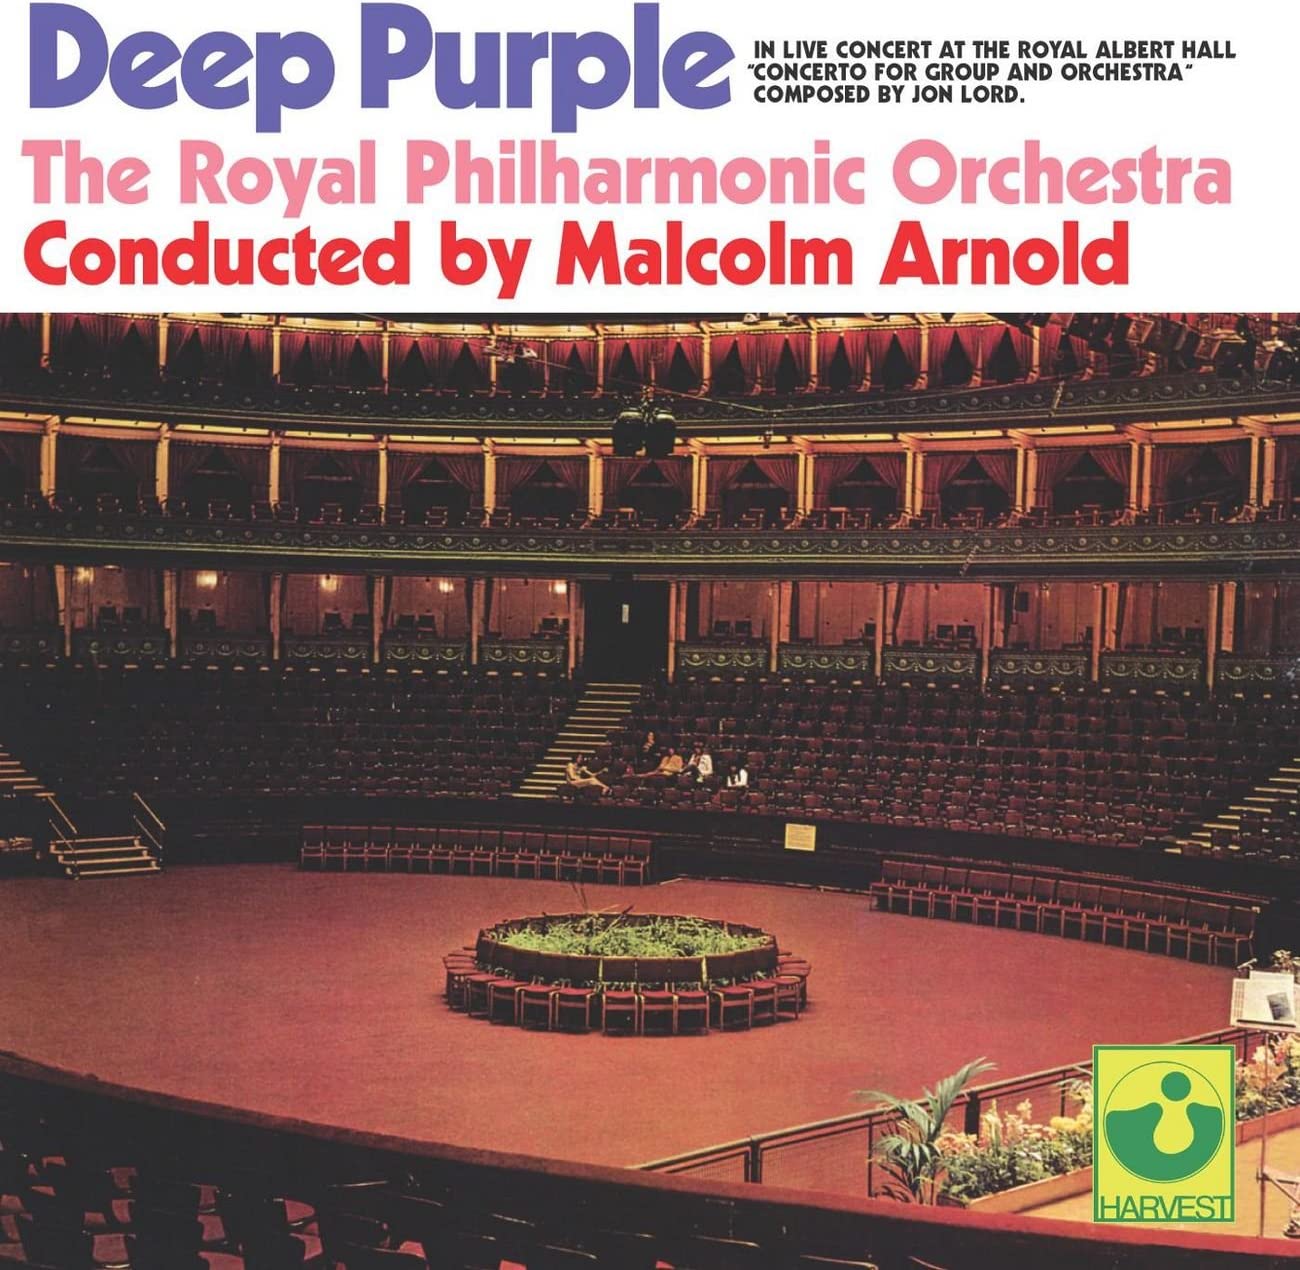 Deep Purple
IN LIVE CONCERT AT THE ROYAL ALBERT HALL
"CONCERTO FOR GROUP AND ORCHESTRA"
COMPOSED BY JON LORD.
The Royal Philharmonic Orchestra
Conducted by Malcolm Arnold
HARVEST